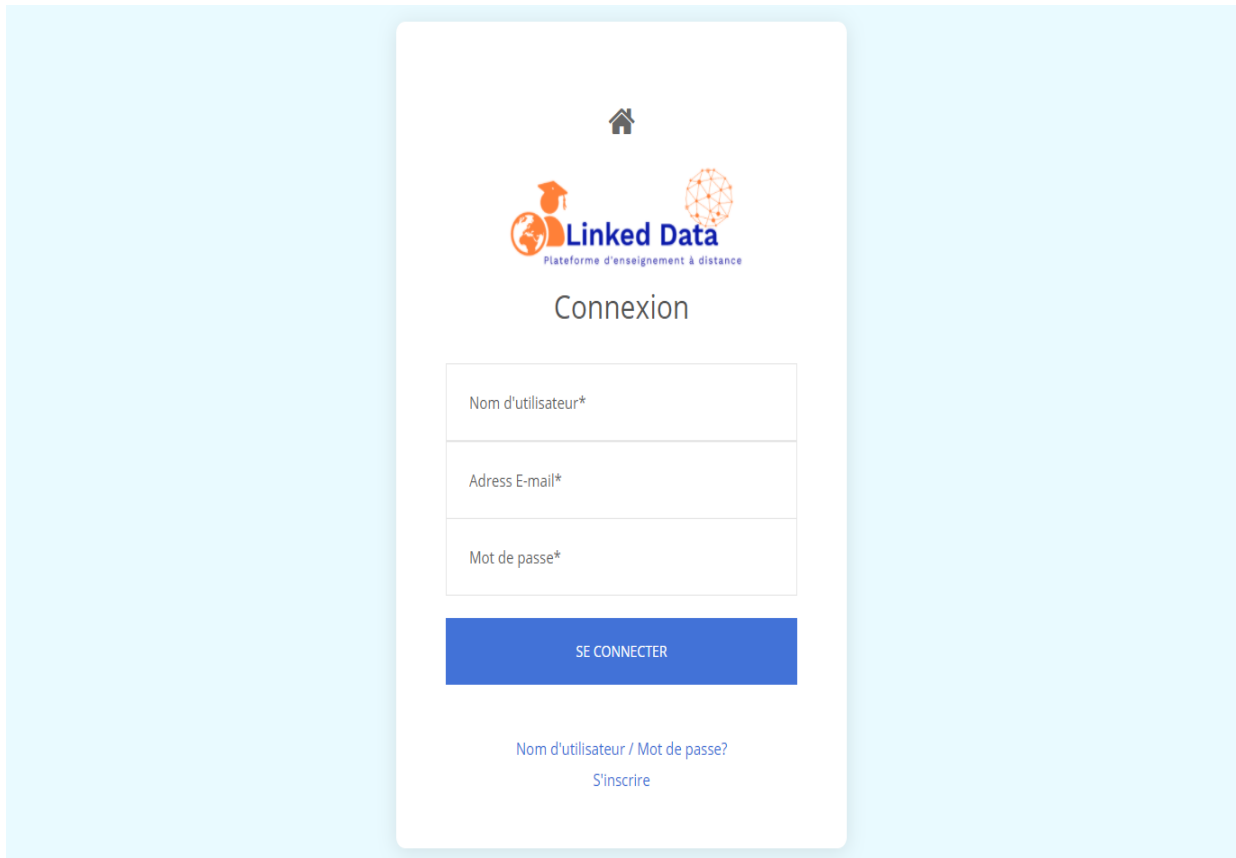 Linked Data
Plateforme d'enseignement à distance
Connexion
Nom d'utilisateur*
Adress E-mail*
Mot de passe*
SE CONNECTER
Nom d'utilisateur / Mot de passe?
S'inscrire